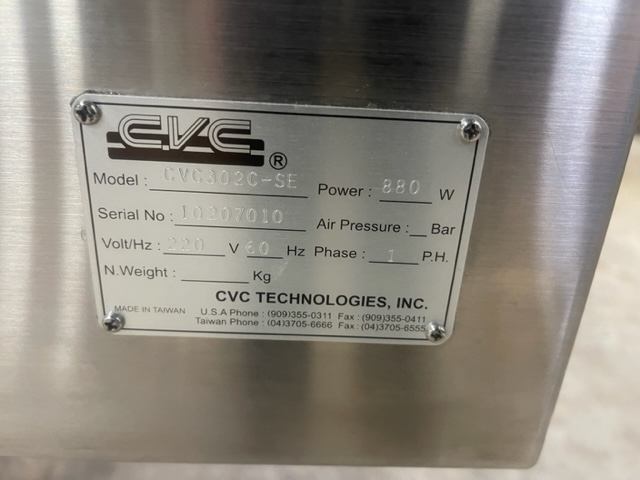 CVC ®
Model : CVC302C-SE Power : 880 W
Serial No : 10207010 Air Pressure : Bar
Volt/Hz : 220 V 60 Hz Phase : 1 P.H.
N.Weight : Kg
CVC TECHNOLOGIES, INC.
MADE IN TAIWAN U.S.A Phone : (909)355-0311 Fax : (909)355-0411
Taiwan Phone : (04)3705-6666 Fax : (04)3705-6555